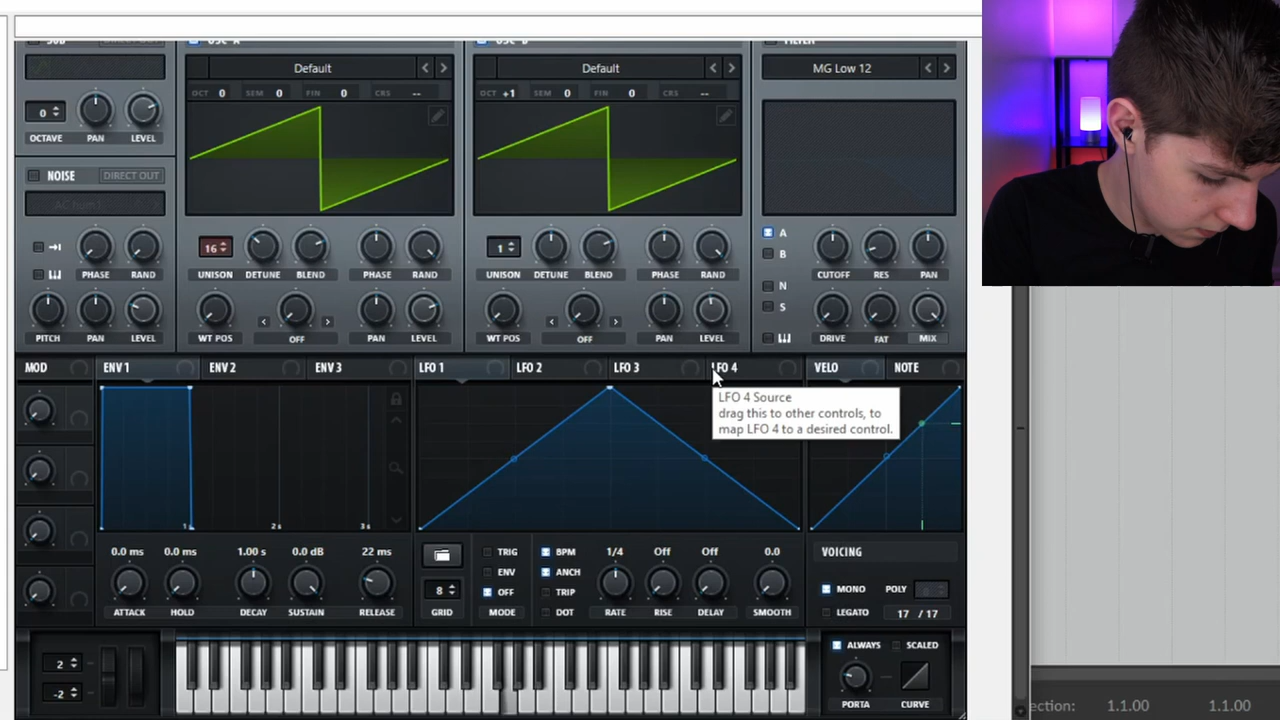 DIRECT OUT
Default
Default
MG Low 12
OCT 0 SEM 0 FIN 0 CRS --
OCT +1 SEM 0 FIN 0 CRS --
0
OCTAVE PAN LEVEL
NOISE DIRECT OUT
A
B
N
S
16
UNISON DETUNE BLEND PHASE RAND
1
UNISON DETUNE BLEND PHASE RAND
CUTOFF RES PAN
PHASE RAND
PITCH PAN LEVEL
WT POS OFF PAN LEVEL
WT POS OFF PAN LEVEL
DRIVE FAT MIX
MOD ENV 1 ENV 2 ENV 3 LFO 1 LFO 2 LFO 3 LFO 4 VELO NOTE
LFO 4 Source
drag this to other controls, to
map LFO 4 to a desired control.
1 2 s 3 s
0.0 ms 0.0 ms 1.00 s 0.0 dB 22 ms
ATTACK HOLD DECAY SUSTAIN RELEASE
8
GRID
TRIG
ENV
OFF
MODE
BPM
ANCH
TRIP
DOT
1/4 Off Off 0.0
RATE RISE DELAY SMOOTH
VOICING
MONO POLY
LEGATO 17 / 17
2
-2
ALWAYS SCALED
PORTA CURVE
ection: 1.1.00 1.1.00